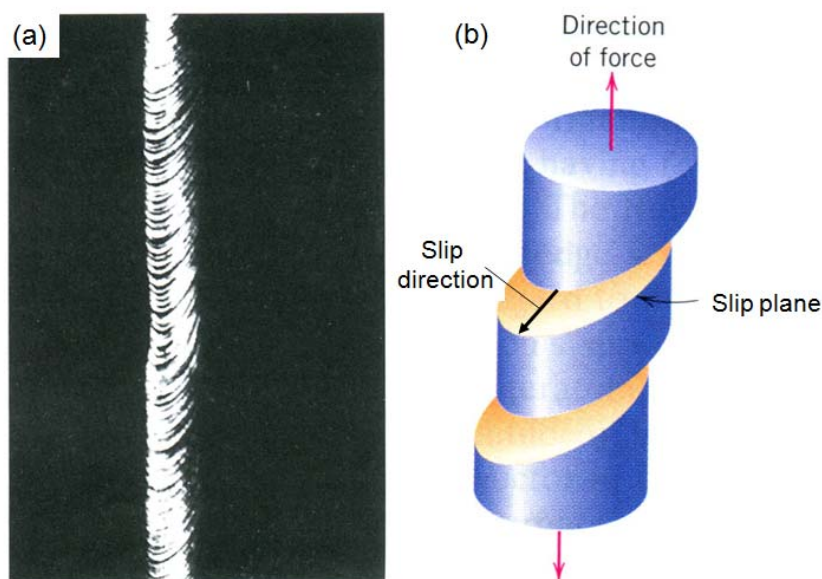 (a)
(b)
Direction
of force
Slip
direction
Slip plane